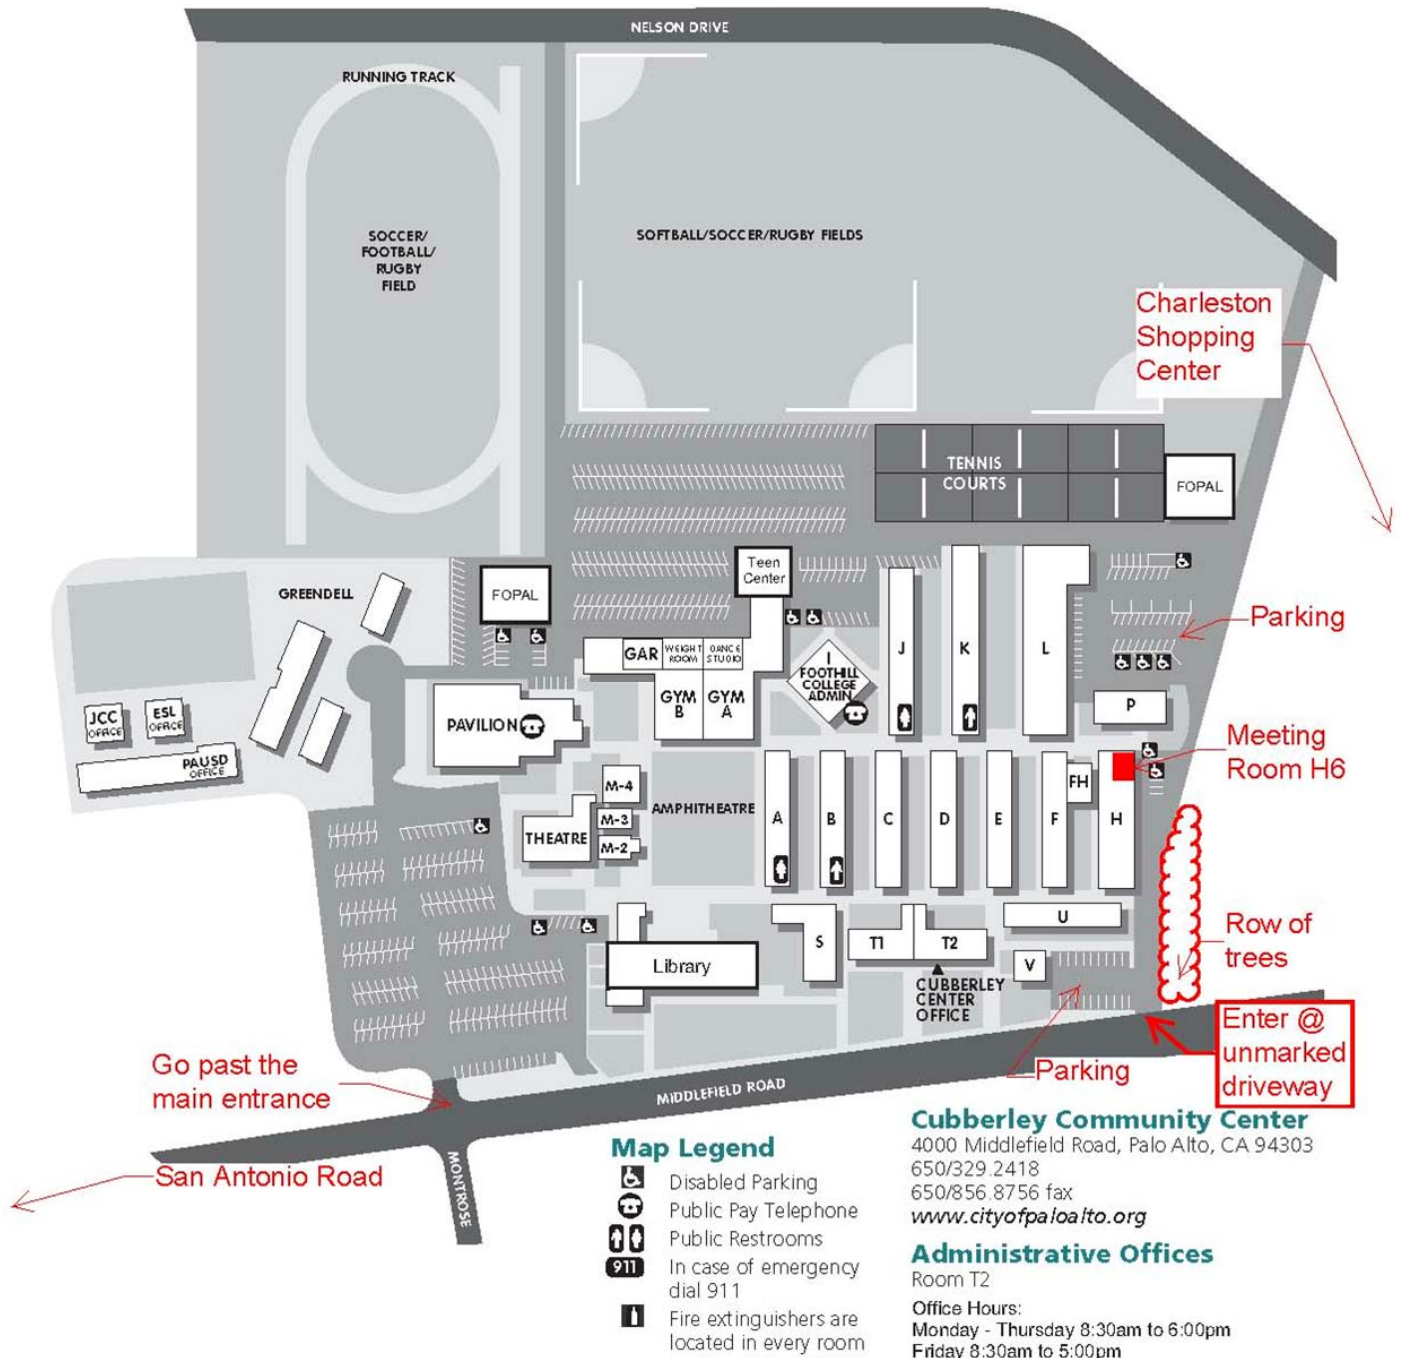 NELSON DRIVE
RUNNING TRACK
SOCCER/
FOOTBALL/
RUGBY
FIELD
SOFTBALL/SOCCER/RUGBY FIELDS
Charleston
Shopping
Center
TENNIS
COURTS
FOPAL
Teen
Center
GREENDELL
FOPAL
Parking
GAR
WEIGHT
ROOM
DANCE
STUDIO
GYM
B
GYM
A
I
FOOTHILL
COLLEGE
ADMIN
J
K
L
P
JCC
OFFICE
ESL
OFFICE
PAVILION
PAUSD
OFFICE
Meeting
Room H6
M-4
M-3
M-2
THEATRE
AMPHITHEATRE
A
B
C
D
E
F
FH
H
U
Row of
trees
S
T1
T2
V
Library
CUBBERLEY
CENTER
OFFICE
Enter @
unmarked
driveway
Go past the
main entrance
Parking
MIDDLEFIELD ROAD
San Antonio Road
MONTROSE
Map Legend
Disabled Parking
Public Pay Telephone
Public Restrooms
911 In case of emergency
dial 911
Fire extinguishers are
located in every room
Cubberley Community Center
4000 Middlefield Road, Palo Alto, CA 94303
650/329.2418
650/856.8756 fax
www.cityofpaloalto.org
Administrative Offices
Room T2
Office Hours:
Monday - Thursday 8:30am to 6:00pm
Friday 8:30am to 5:00pm